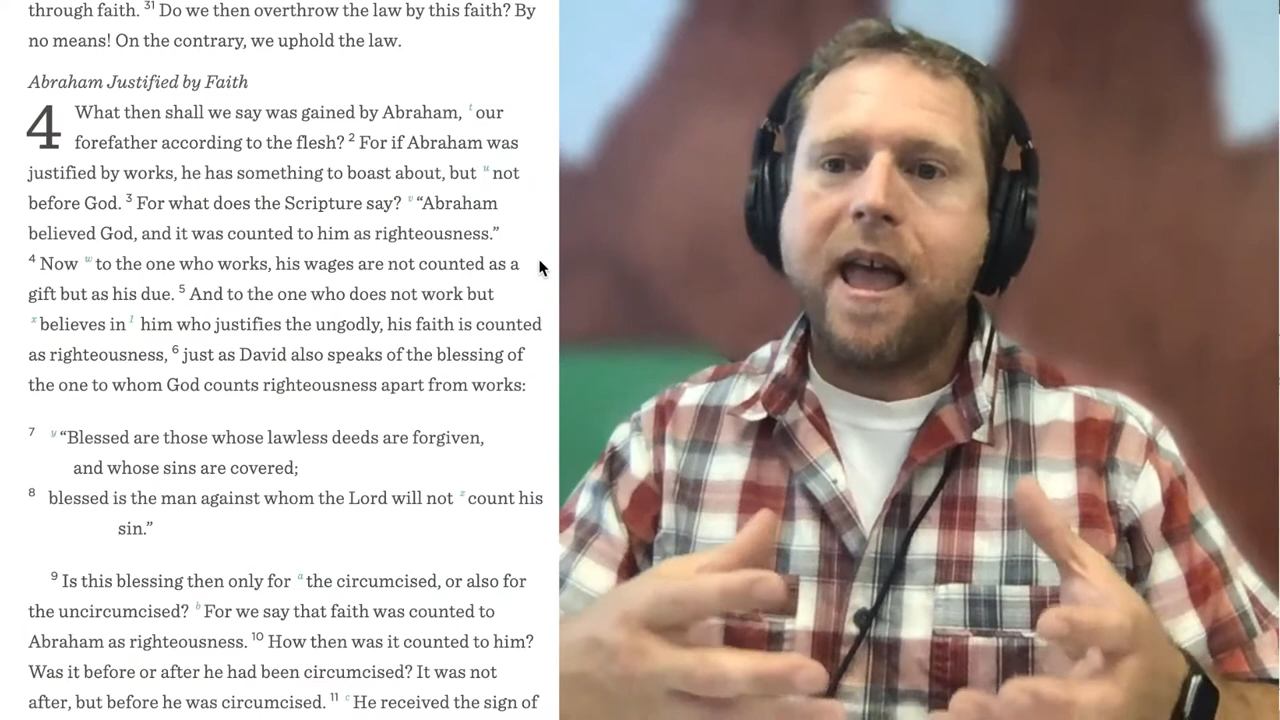 through faith. 31 Do we then overthrow the law by this faith? By
no means! On the contrary, we uphold the law.
Abraham Justified by Faith
4 What then shall we say was gained by Abraham, t our
forefather according to the flesh? 2 For if Abraham was
justified by works, he has something to boast about, but u not
before God. 3 For what does the Scripture say? v “Abraham
believed God, and it was counted to him as righteousness.”
4 Now w to the one who works, his wages are not counted as a
gift but as his due. 5 And to the one who does not work but
x believes in l him who justifies the ungodly, his faith is counted
as righteousness, 6 just as David also speaks of the blessing of
the one to whom God counts righteousness apart from works:
7 y “Blessed are those whose lawless deeds are forgiven,
and whose sins are covered;
8 blessed is the man against whom the Lord will not z count his
sin.”
9 Is this blessing then only for a the circumcised, or also for
the uncircumcised? b For we say that faith was counted to
Abraham as righteousness. 10 How then was it counted to him?
Was it before or after he had been circumcised? It was not
after, but before he was circumcised. 11 c He received the sign of